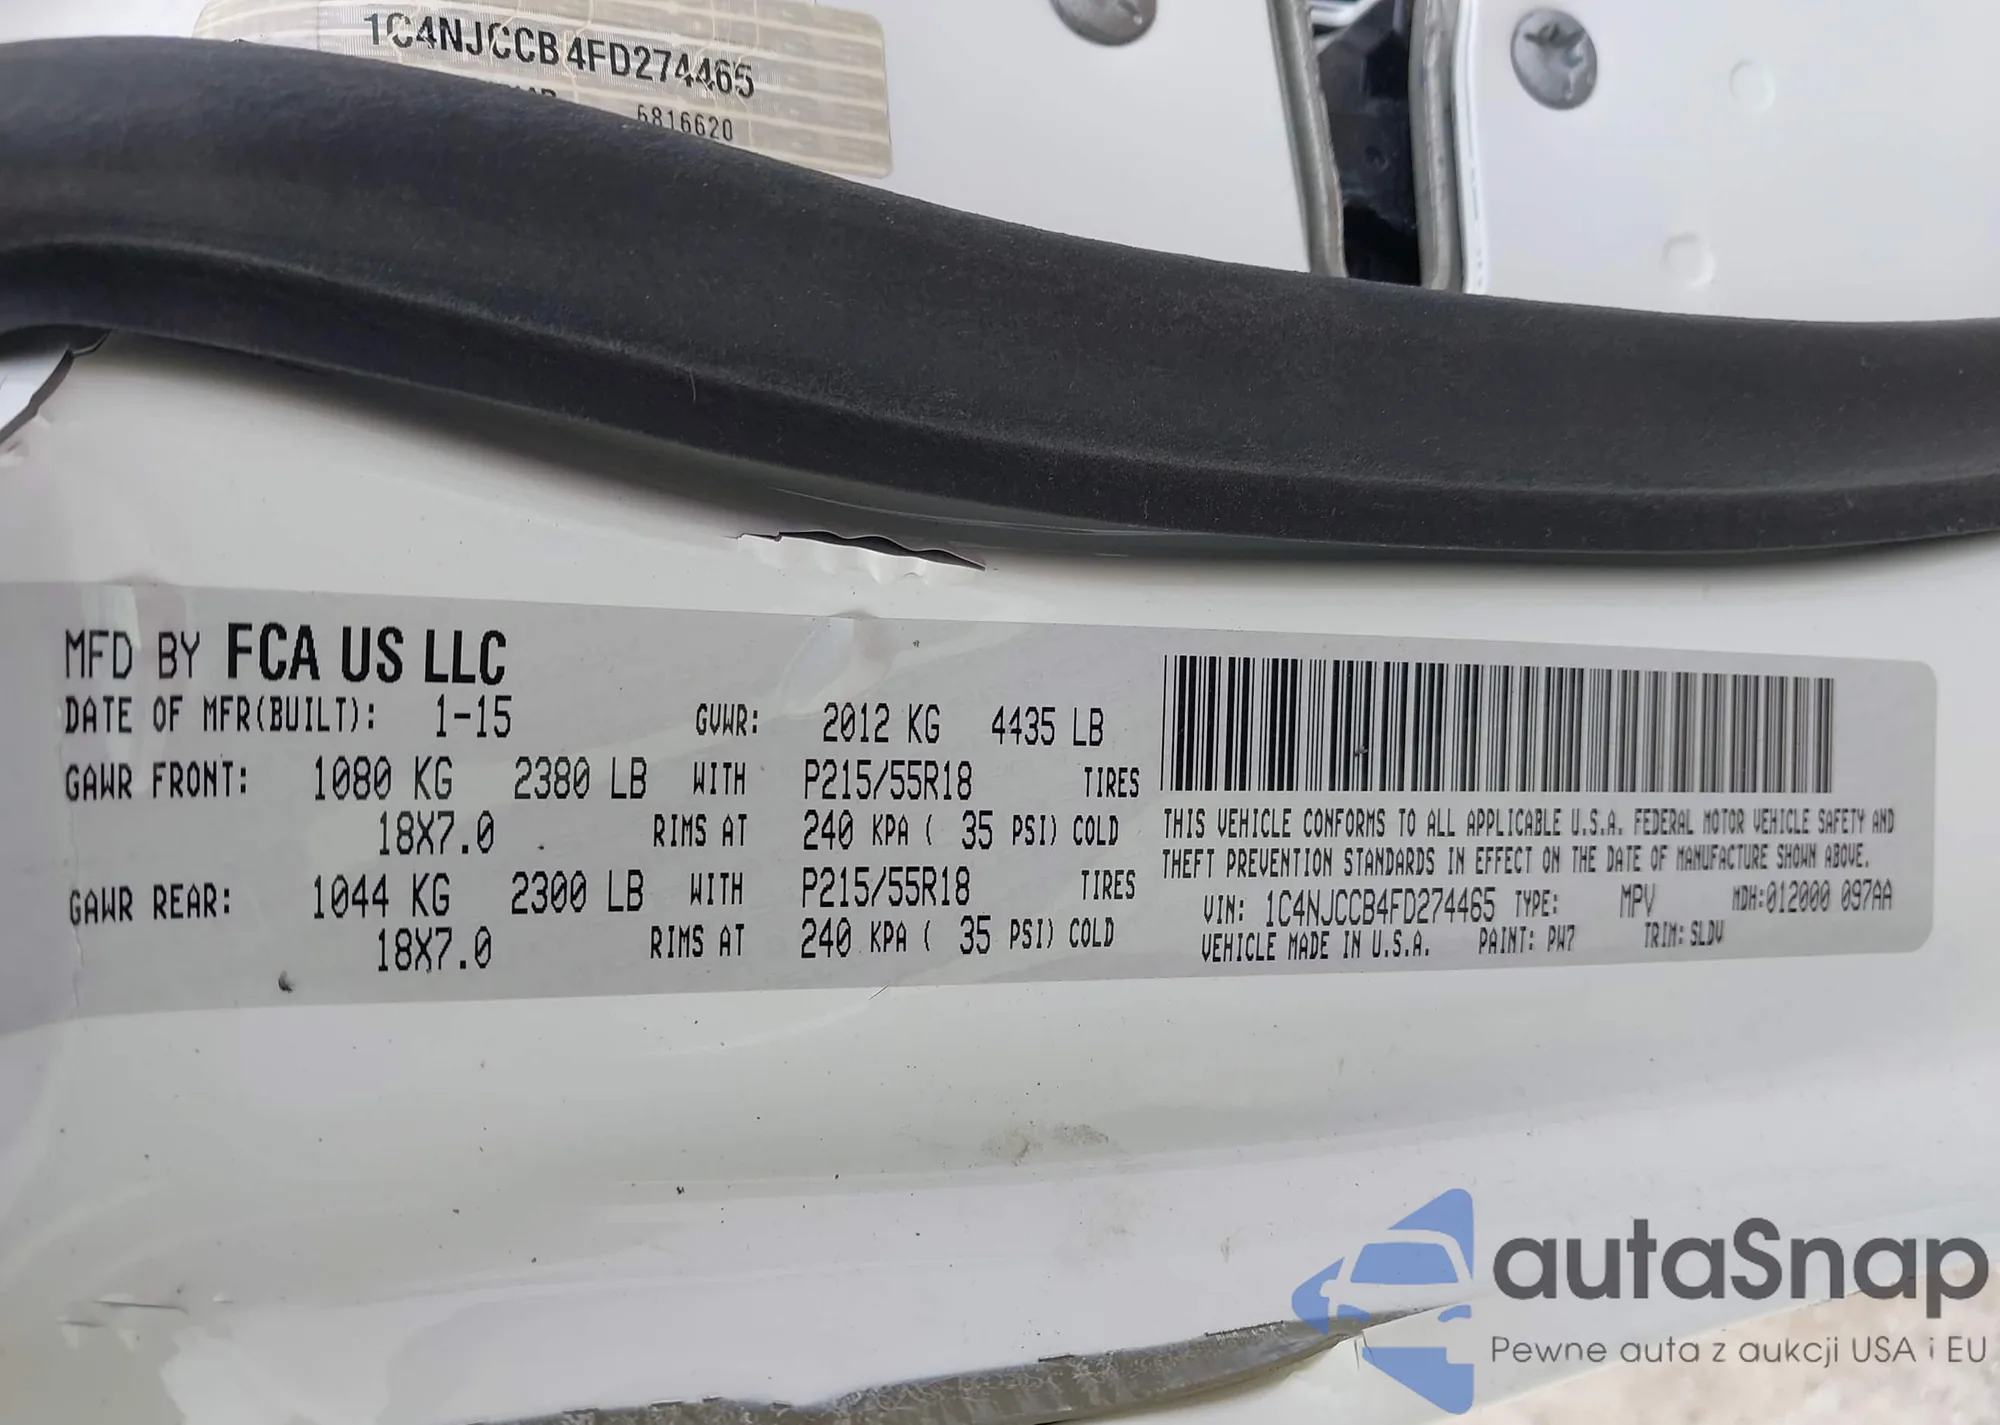 1C4NJCCB4FD274465
6816620
MFD BY FCA US LLC
DATE OF MFR(BUILT): 1-15 GVWR: 2012 KG 4435 LB
GAWR FRONT: 1080 KG 2380 LB WITH P215/55R18 TIRES
18X7.0 RIMS AT 240 KPA ( 35 PSI) COLD
GAWR REAR: 1044 KG 2300 LB WITH P215/55R18 TIRES
18X7.0 RIMS AT 240 KPA ( 35 PSI) COLD
THIS VEHICLE CONFORMS TO ALL APPLICABLE U.S.A. FEDERAL MOTOR VEHICLE SAFETY AND
THEFT PREVENTION STANDARDS IN EFFECT ON THE DATE OF MANUFACTURE SHOWN ABOVE.
VIN: 1C4NJCCB4FD274465 TYPE: MPV MDH:012000 097AA
VEHICLE MADE IN U.S.A. PAINT: PW7 TRIM: SLDV
autaSnap
Pewne auta z aukcji USA i EU